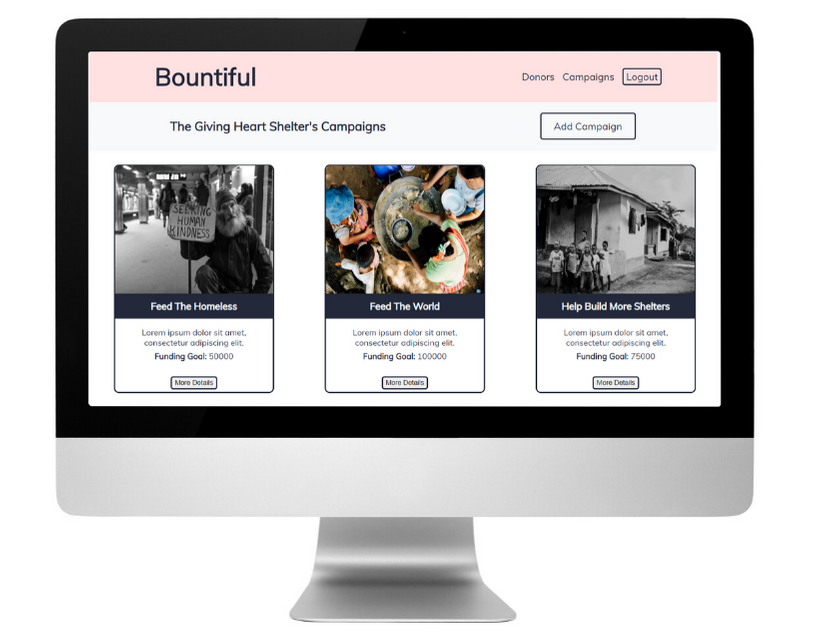 Bountiful
Donors Campaigns Logout
The Giving Heart Shelter's Campaigns
Add Campaign
SEEKING
HUMAN
KINDNESS
Feed The Homeless
Lorem ipsum dolor sit amet,
consectetur adipiscing elit.
Funding Goal: 50000
More Details
Feed The World
Lorem ipsum dolor sit amet,
consectetur adipiscing elit.
Funding Goal: 100000
More Details
Help Build More Shelters
Lorem ipsum dolor sit amet,
consectetur adipiscing elit.
Funding Goal: 75000
More Details